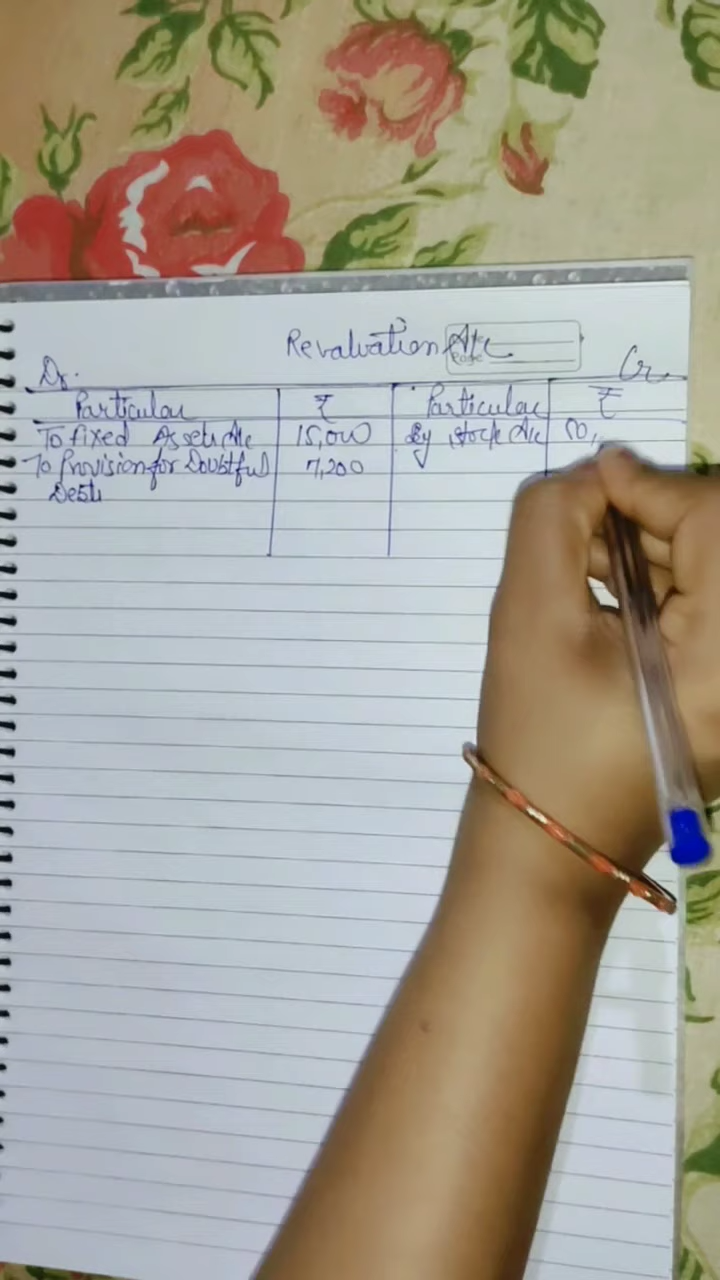 Revaluation A/c
Dr. Cr.
Particular ₹ Particular ₹
To fixed Assets A/c 15,000 By stock A/c 50,
To Provision for Doubtful 7,200
Debts